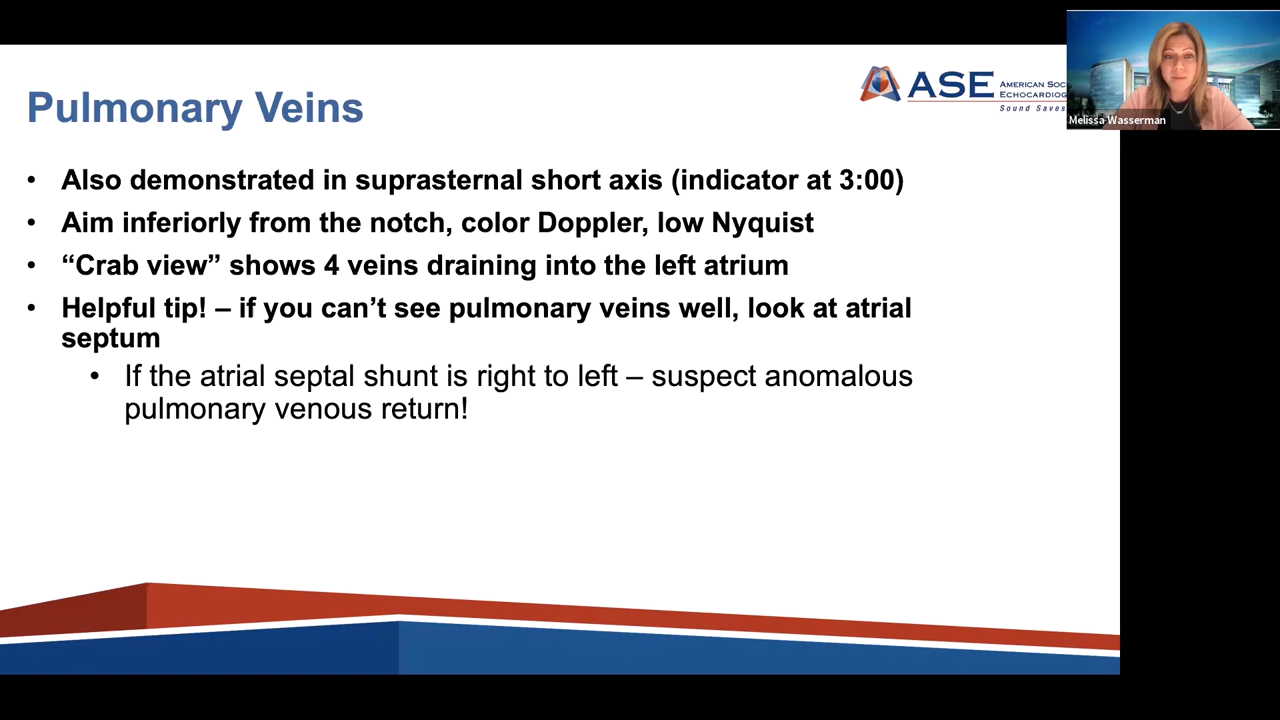 Pulmonary Veins
ASE
AMERICAN SOC
ECHOCARDIOG
Sound Saves
Melissa Wasserman
• Also demonstrated in suprasternal short axis (indicator at 3:00)
• Aim inferiorly from the notch, color Doppler, low Nyquist
• “Crab view” shows 4 veins draining into the left atrium
• Helpful tip! – if you can’t see pulmonary veins well, look at atrial
septum
• If the atrial septal shunt is right to left – suspect anomalous
pulmonary venous return!